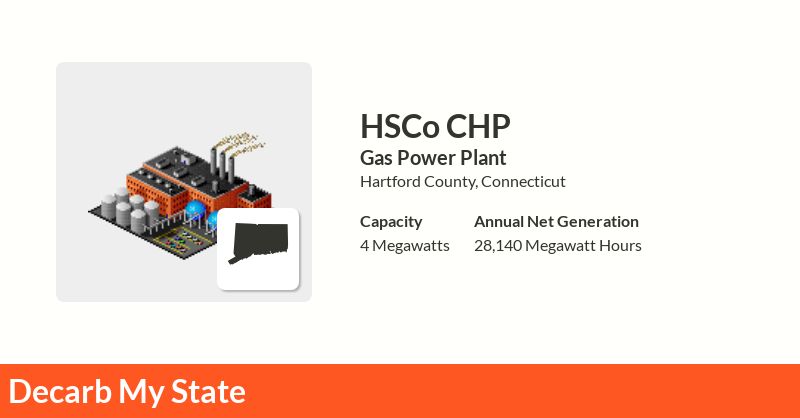 HSCo CHP
Gas Power Plant
Hartford County, Connecticut
Capacity
Annual Net Generation
4 Megawatts
28,140 Megawatt Hours
Decarb My State